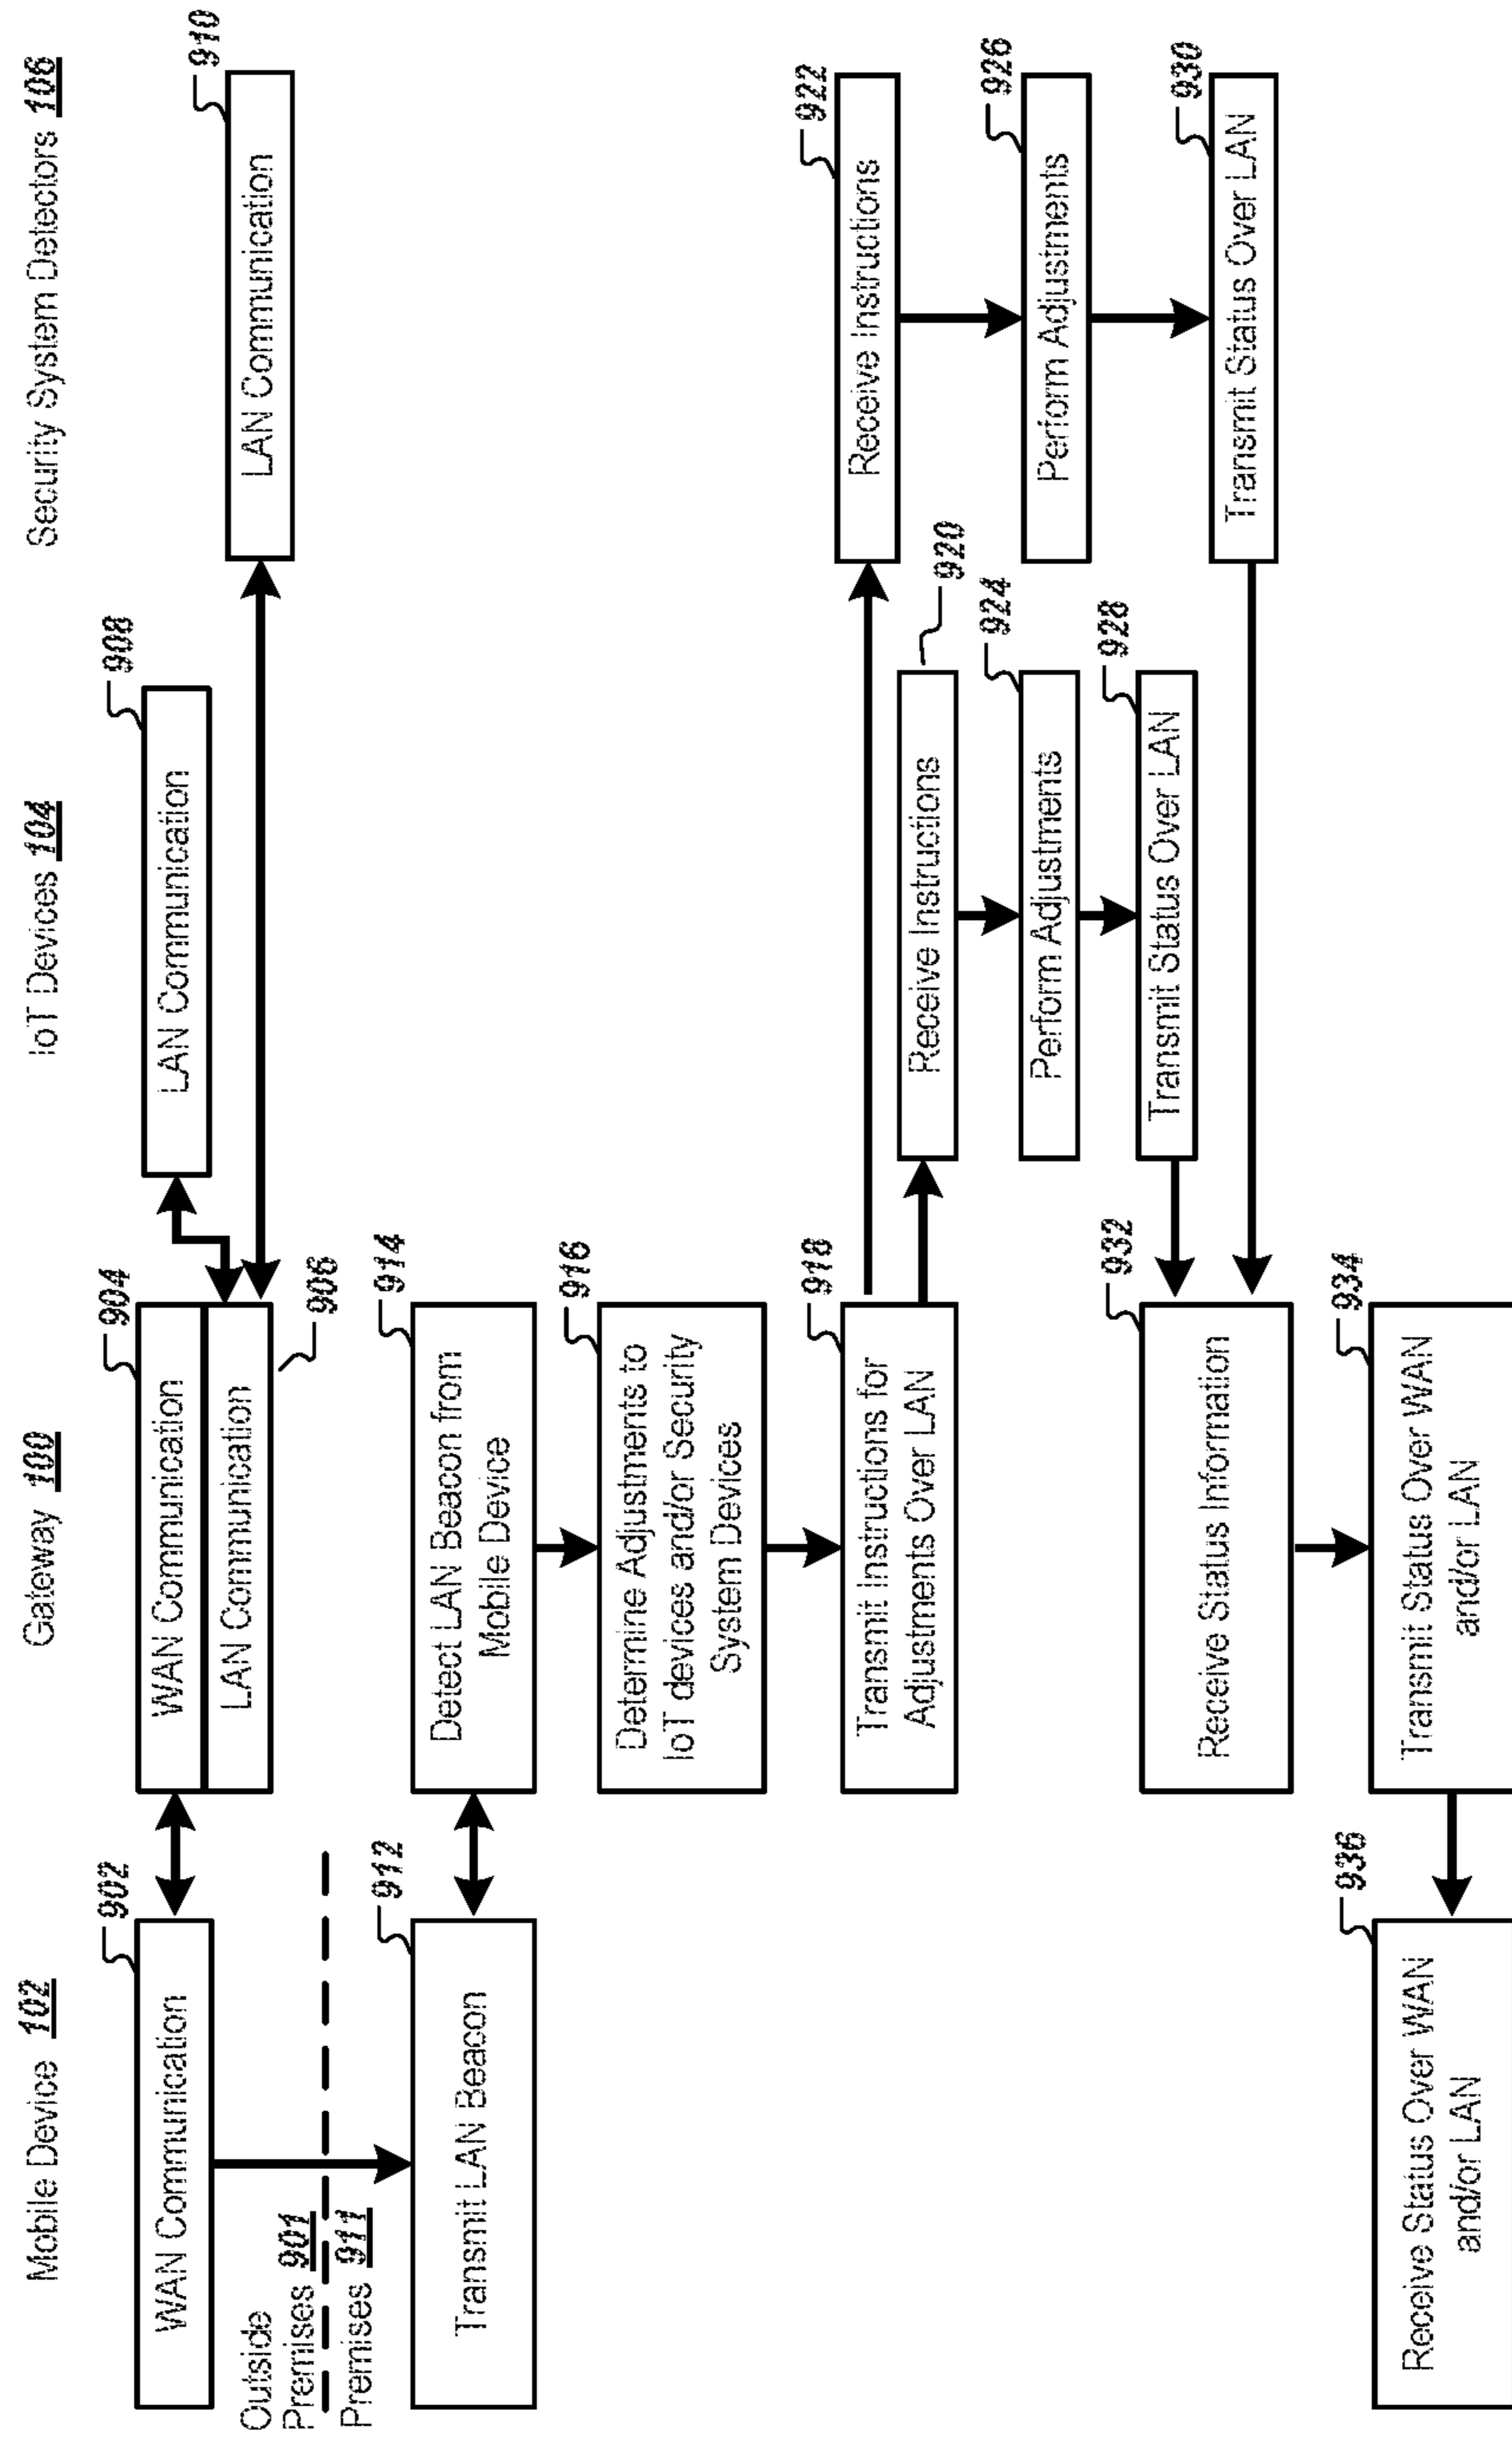 Mobile Device 102
Gateway 100
IoT Devices 104
Security System Detectors 106
902
WAN Communication
904
WAN Communication
LAN Communication
906
908
LAN Communication
910
LAN Communication
Outside
Premises 901
Premises 911
912
Transmit LAN Beacon
914
Detect LAN Beacon from
Mobile Device
916
Determine Adjustments to
IoT devices and/or Security
System Devices
918
Transmit Instructions for
Adjustments Over LAN
922
Receive Instructions
920
Receive Instructions
924
Perform Adjustments
926
Perform Adjustments
928
Transmit Status Over LAN
930
Transmit Status Over LAN
932
Receive Status Information
934
Transmit Status Over WAN
and/or LAN
936
Receive Status Over WAN
and/or LAN